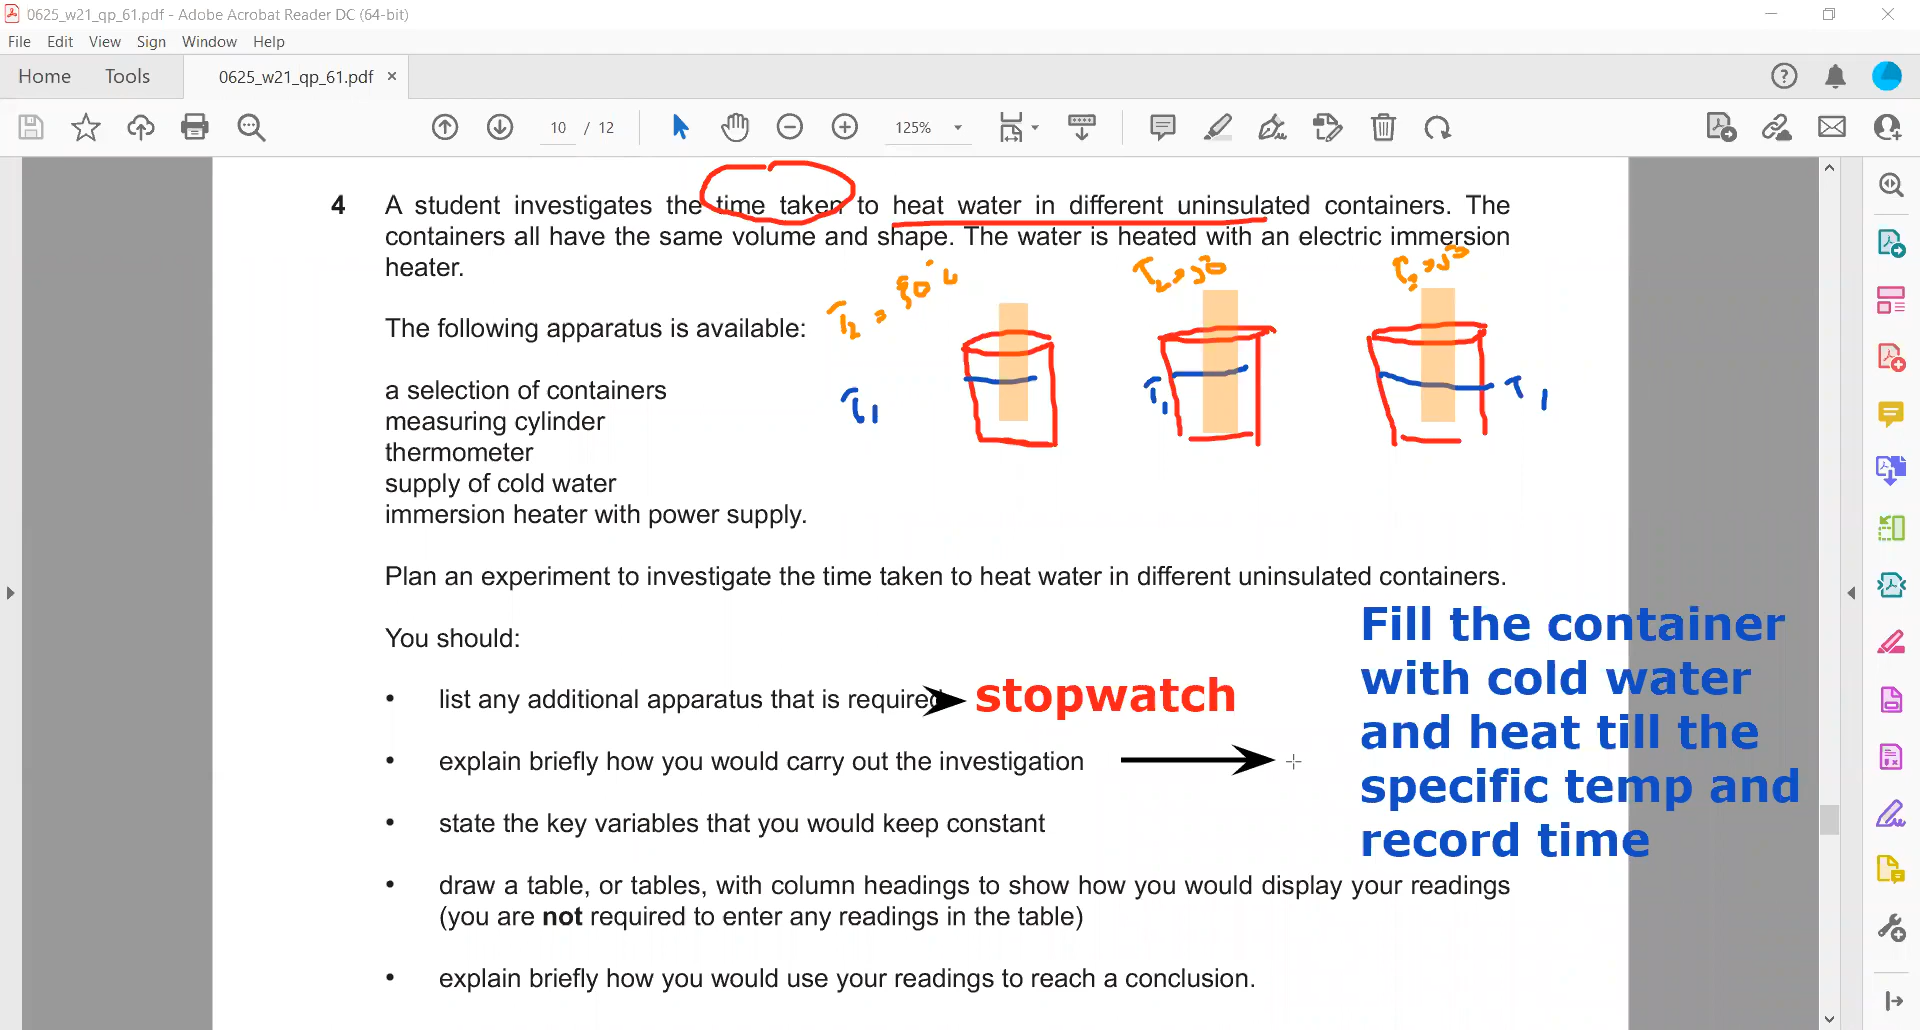 0625_w21_qp_61.pdf - Adobe Acrobat Reader DC (64-bit)
File Edit View Sign Window Help
Home Tools 0625_w21_qp_61.pdf ×
10 / 12 125%
4 A student investigates the time taken to heat water in different uninsulated containers. The
containers all have the same volume and shape. The water is heated with an electric immersion
heater.
The following apparatus is available:
T1
T1
T1
a selection of containers
measuring cylinder
thermometer
supply of cold water
immersion heater with power supply.
Plan an experiment to investigate the time taken to heat water in different uninsulated containers.
You should:
• list any additional apparatus that is required
stopwatch
• explain briefly how you would carry out the investigation
Fill the container
with cold water
and heat till the
specific temp and
record time
• state the key variables that you would keep constant
• draw a table, or tables, with column headings to show how you would display your readings
(you are not required to enter any readings in the table)
• explain briefly how you would use your readings to reach a conclusion.